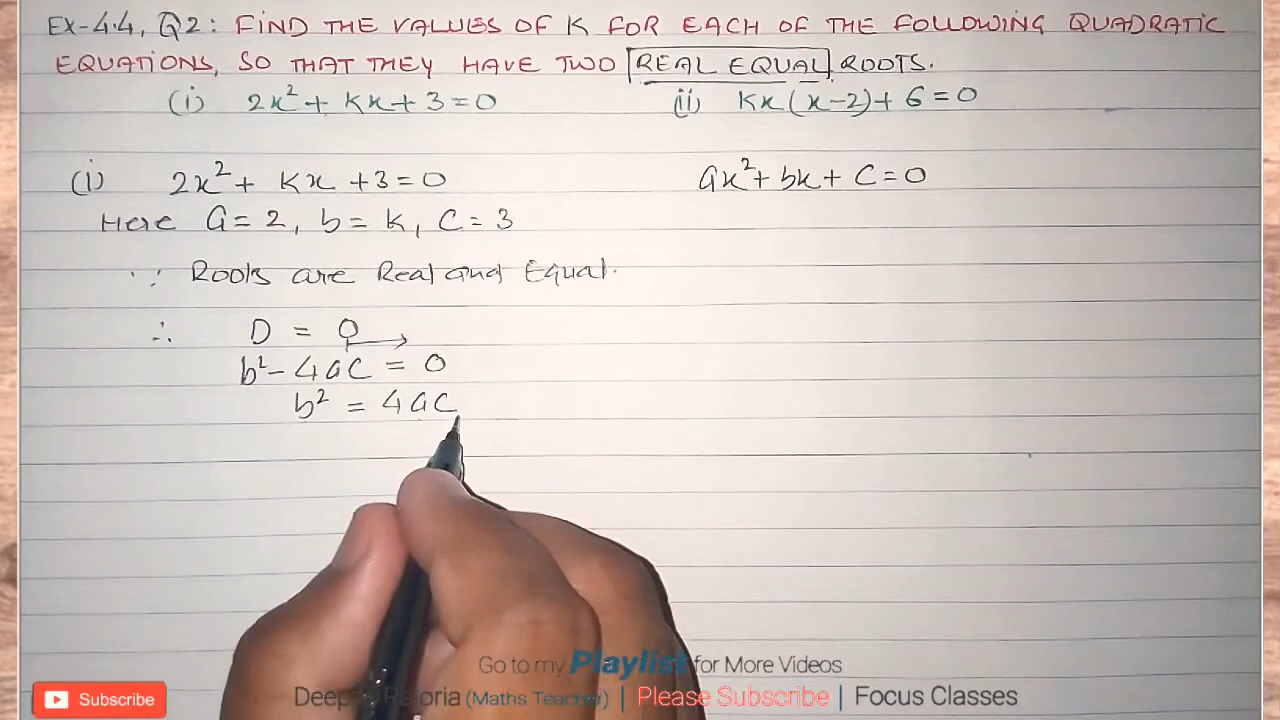 EX-4.4, Q2: FIND THE VALUES OF K FOR EACH OF THE FOLLOWING QUADRATIC
EQUATIONS, SO THAT THEY HAVE TWO REAL EQUAL ROOTS.
(i) 2x²+ Kx+3=0 (ii) Kx(x-2)+6=0
(i) 2x²+ Kx +3=0 ax²+bx+C=0
Here a=2, b=K, C=3
∵ Roots are Real and Equal.
∴ D = 0
b²-4ac = 0
b² = 4ac
Go to my Playlist for More Videos
Subscribe
Rajoria (Maths Teacher) | Please Subscribe | Focus Classes